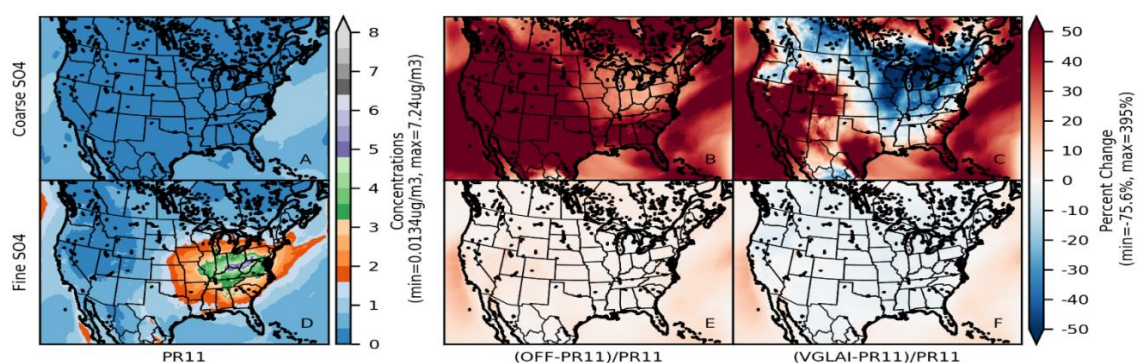 Coarse SO4
Fine SO4
A
B
C
D
E
F
8
7
6
5
4
3
2
1
0
Concentrations
(min=0.0134ug/m3, max=7.24ug/m3)
50
40
30
20
10
0
-10
-20
-30
-40
-50
Percent Change
(min=-75.6%, max=395%)
PR11
(OFF-PR11)/PR11
(VGLAI-PR11)/PR11